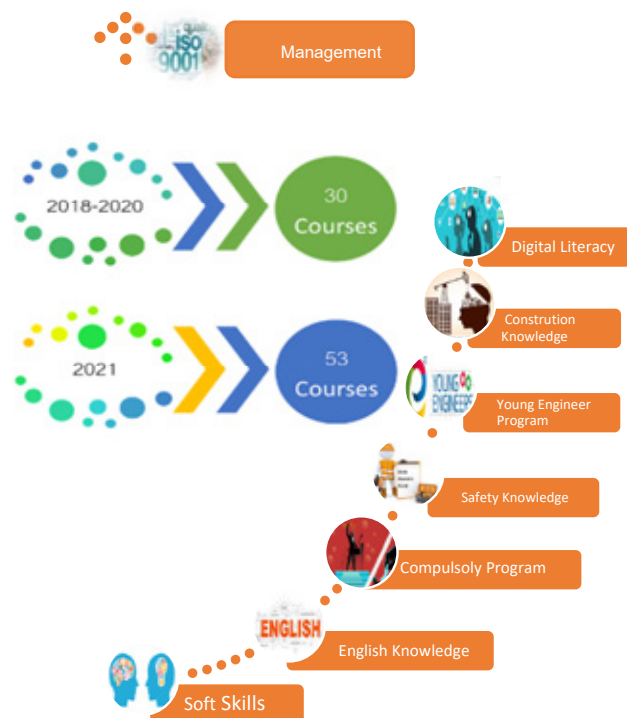 iso
9001
Management
2018-2020
30
Courses
2021
53
Courses
Digital Literacy
Constrution
Knowledge
YOUNG
ENGINEERS
Young Engineer
Program
Safety Knowledge
Compulsoly Program
ENGLISH
English Knowledge
Soft Skills